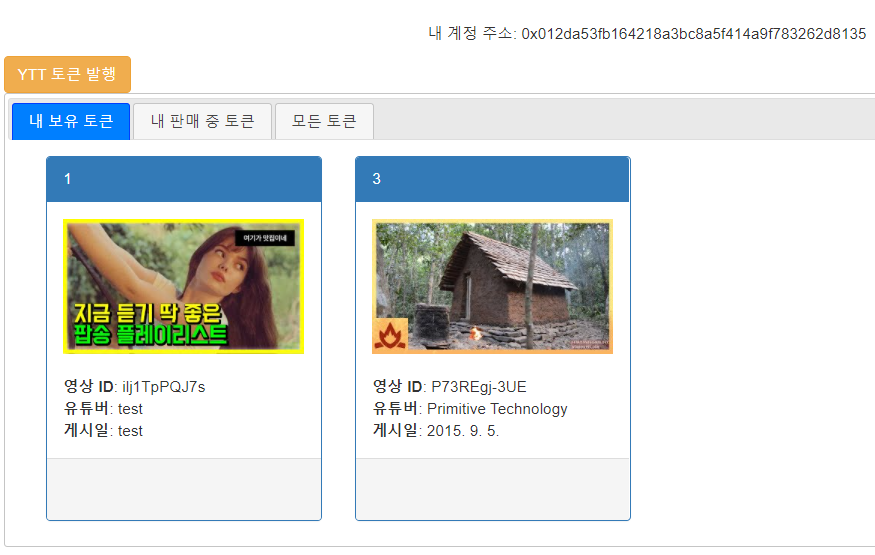 내 계정 주소: 0x012da53fb164218a3bc8a5f414a9f783262d8135
YTT 토큰 발행
내 보유 토큰
내 판매 중 토큰
모든 토큰
1
여기가 맛집이네
지금 듣기 딱 좋은
팝송 플레이리스트
영상 ID: ilj1TpPQJ7s
유튜버: test
게시일: test
3
영상 ID: P73REgj-3UE
유튜버: Primitive Technology
게시일: 2015. 9. 5.